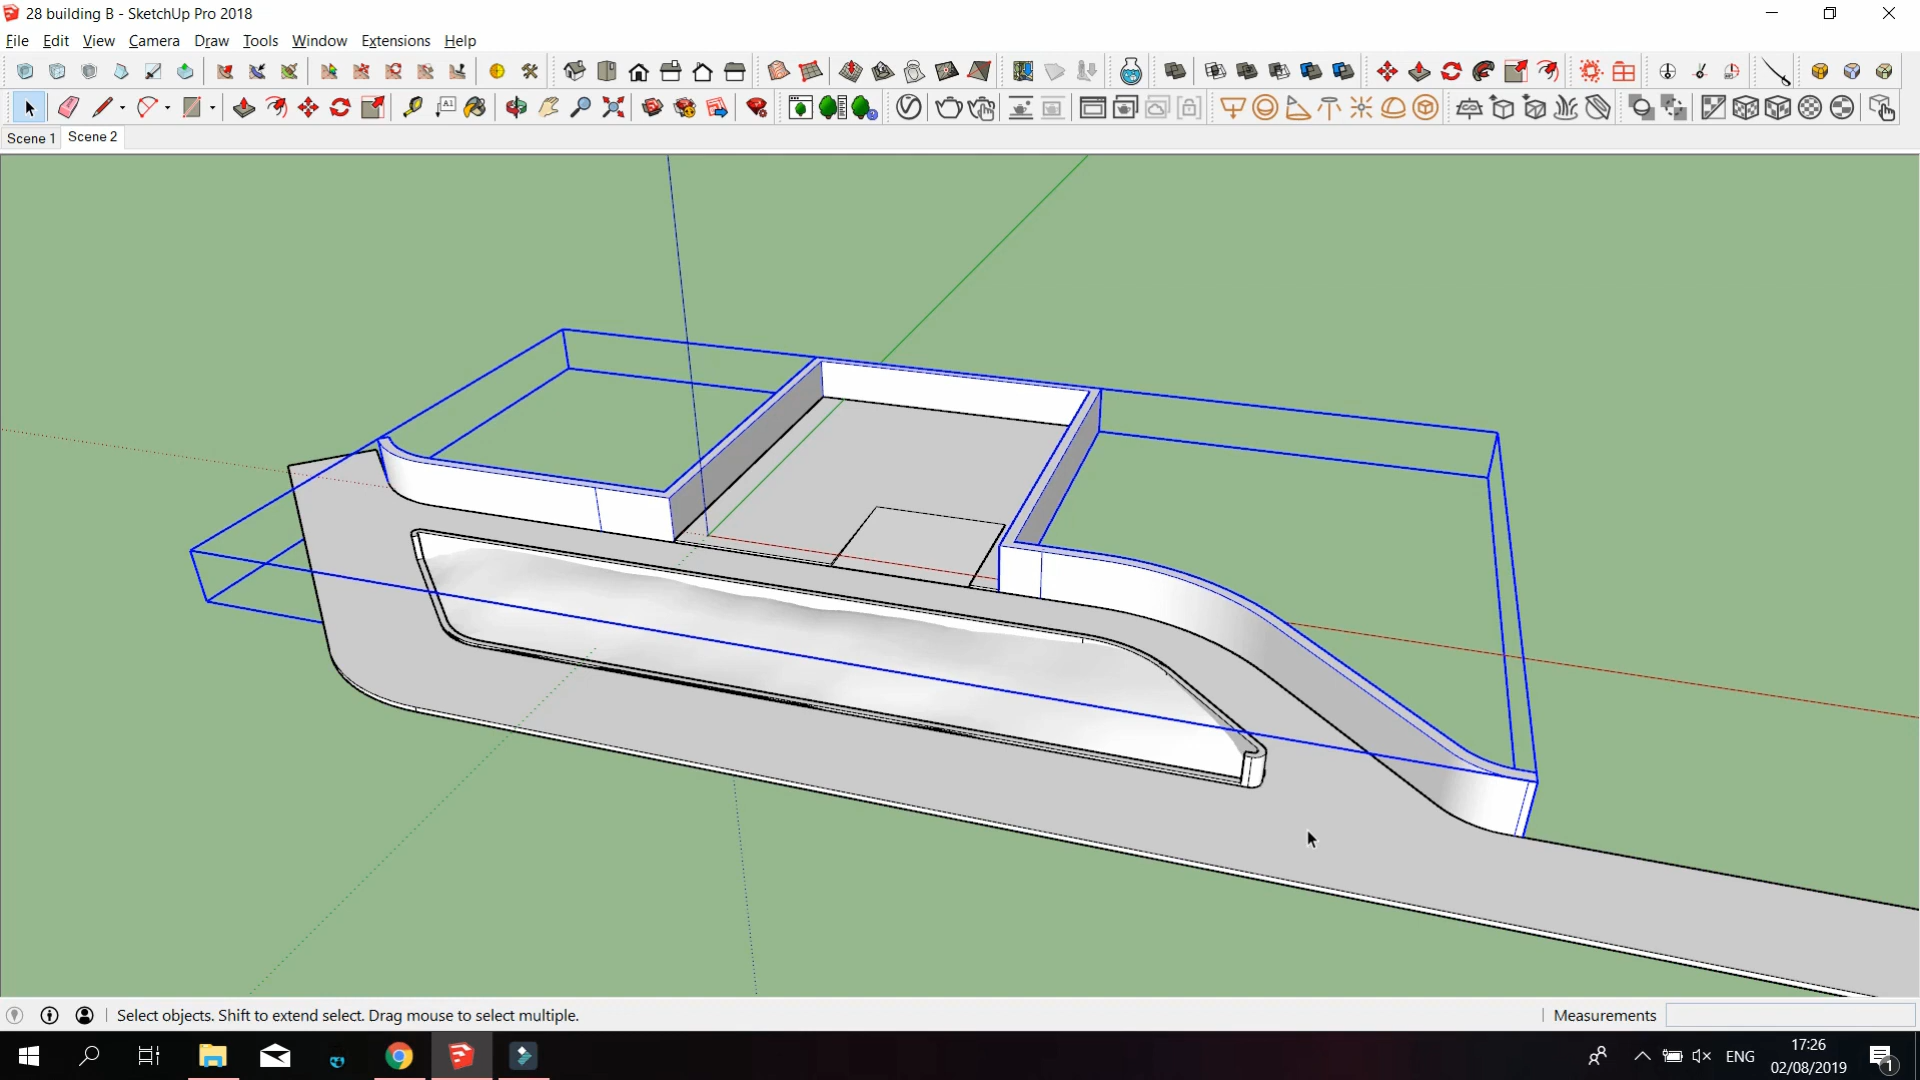 28 building B - SketchUp Pro 2018
File Edit View Camera Draw Tools Window Extensions Help
Scene 1 Scene 2
Select objects. Shift to extend select. Drag mouse to select multiple.
Measurements
17:26
ENG
02/08/2019
1